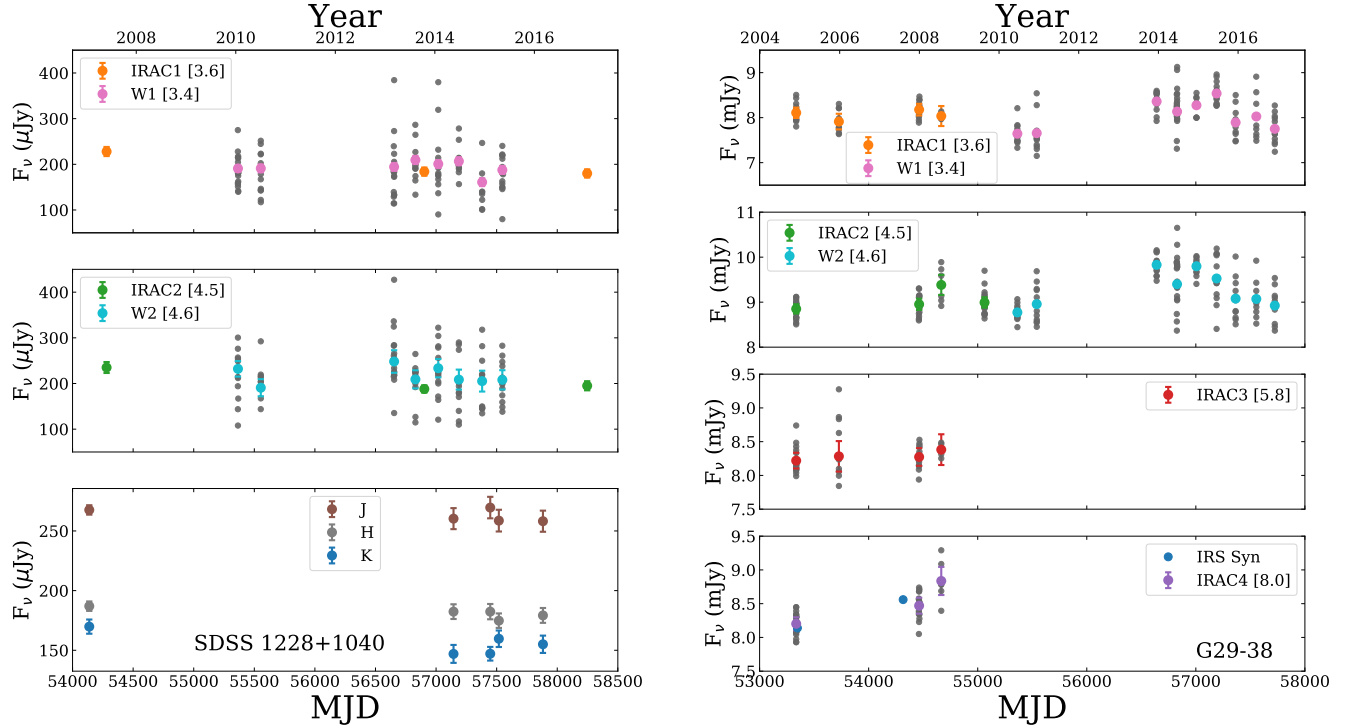 Year
2008 2010 2012 2014 2016
400
300
200
100
F_ν (μJy)
IRAC1 [3.6]
W1 [3.4]
400
300
200
100
F_ν (μJy)
IRAC2 [4.5]
W2 [4.6]
250
200
150
F_ν (μJy)
J
H
K
SDSS 1228+1040
54000 54500 55000 55500 56000 56500 57000 57500 58000 58500
MJD
Year
2004 2006 2008 2010 2012 2014 2016
9
8
7
F_ν (mJy)
IRAC1 [3.6]
W1 [3.4]
11
10
9
8
F_ν (mJy)
IRAC2 [4.5]
W2 [4.6]
9.5
9.0
8.5
8.0
7.5
F_ν (mJy)
IRAC3 [5.8]
9.5
9.0
8.5
8.0
7.5
F_ν (mJy)
IRS Syn
IRAC4 [8.0]
G29-38
53000 54000 55000 56000 57000 58000
MJD